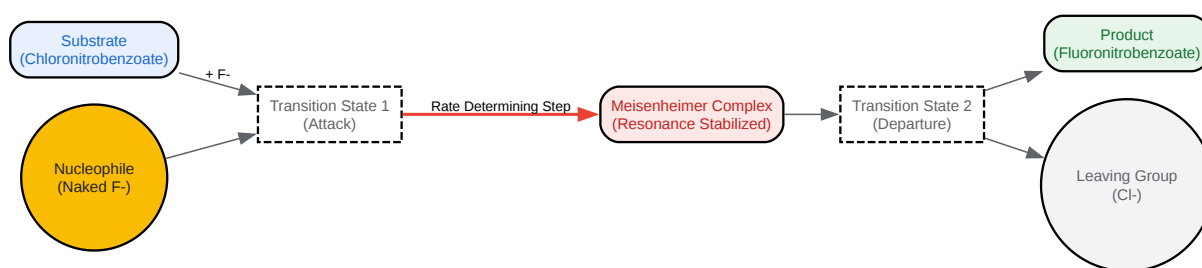 Substrate
(Chloronitrobenzoate)
+ F-
Nucleophile
(Naked F-)
Transition State 1
(Attack)
Rate Determining Step
Meisenheimer Complex
(Resonance Stabilized)
Transition State 2
(Departure)
Product
(Fluoronitrobenzoate)
Leaving Group
(Cl-)